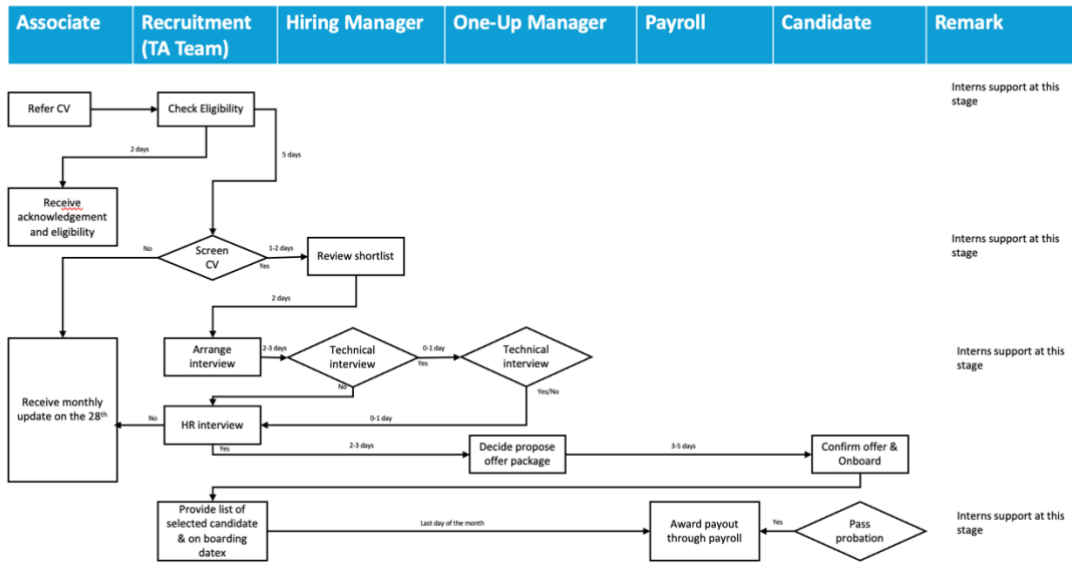 Associate
Recruitment
(TA Team)
Hiring Manager
One-Up Manager
Payroll
Candidate
Remark
Refer CV
Check Eligibility
Interns support at this
stage
2 days
5 days
Receive
acknowledgement
and eligibility
No
Screen
CV
1-2 days
Yes
Review shortlist
Interns support at this
stage
2 days
Arrange
interview
2-3 days
Technical
interview
0-1 day
Yes
Technical
interview
Interns support at this
stage
No
Yes/No
Receive monthly
update on the 28th
No
HR interview
0-1 day
Yes
2-3 days
Decide propose
offer package
3-5 days
Confirm offer &
Onboard
Provide list of
selected candidate
& on boarding
datex
Last day of the month
Award payout
through payroll
Yes
Pass
probation
Interns support at this
stage